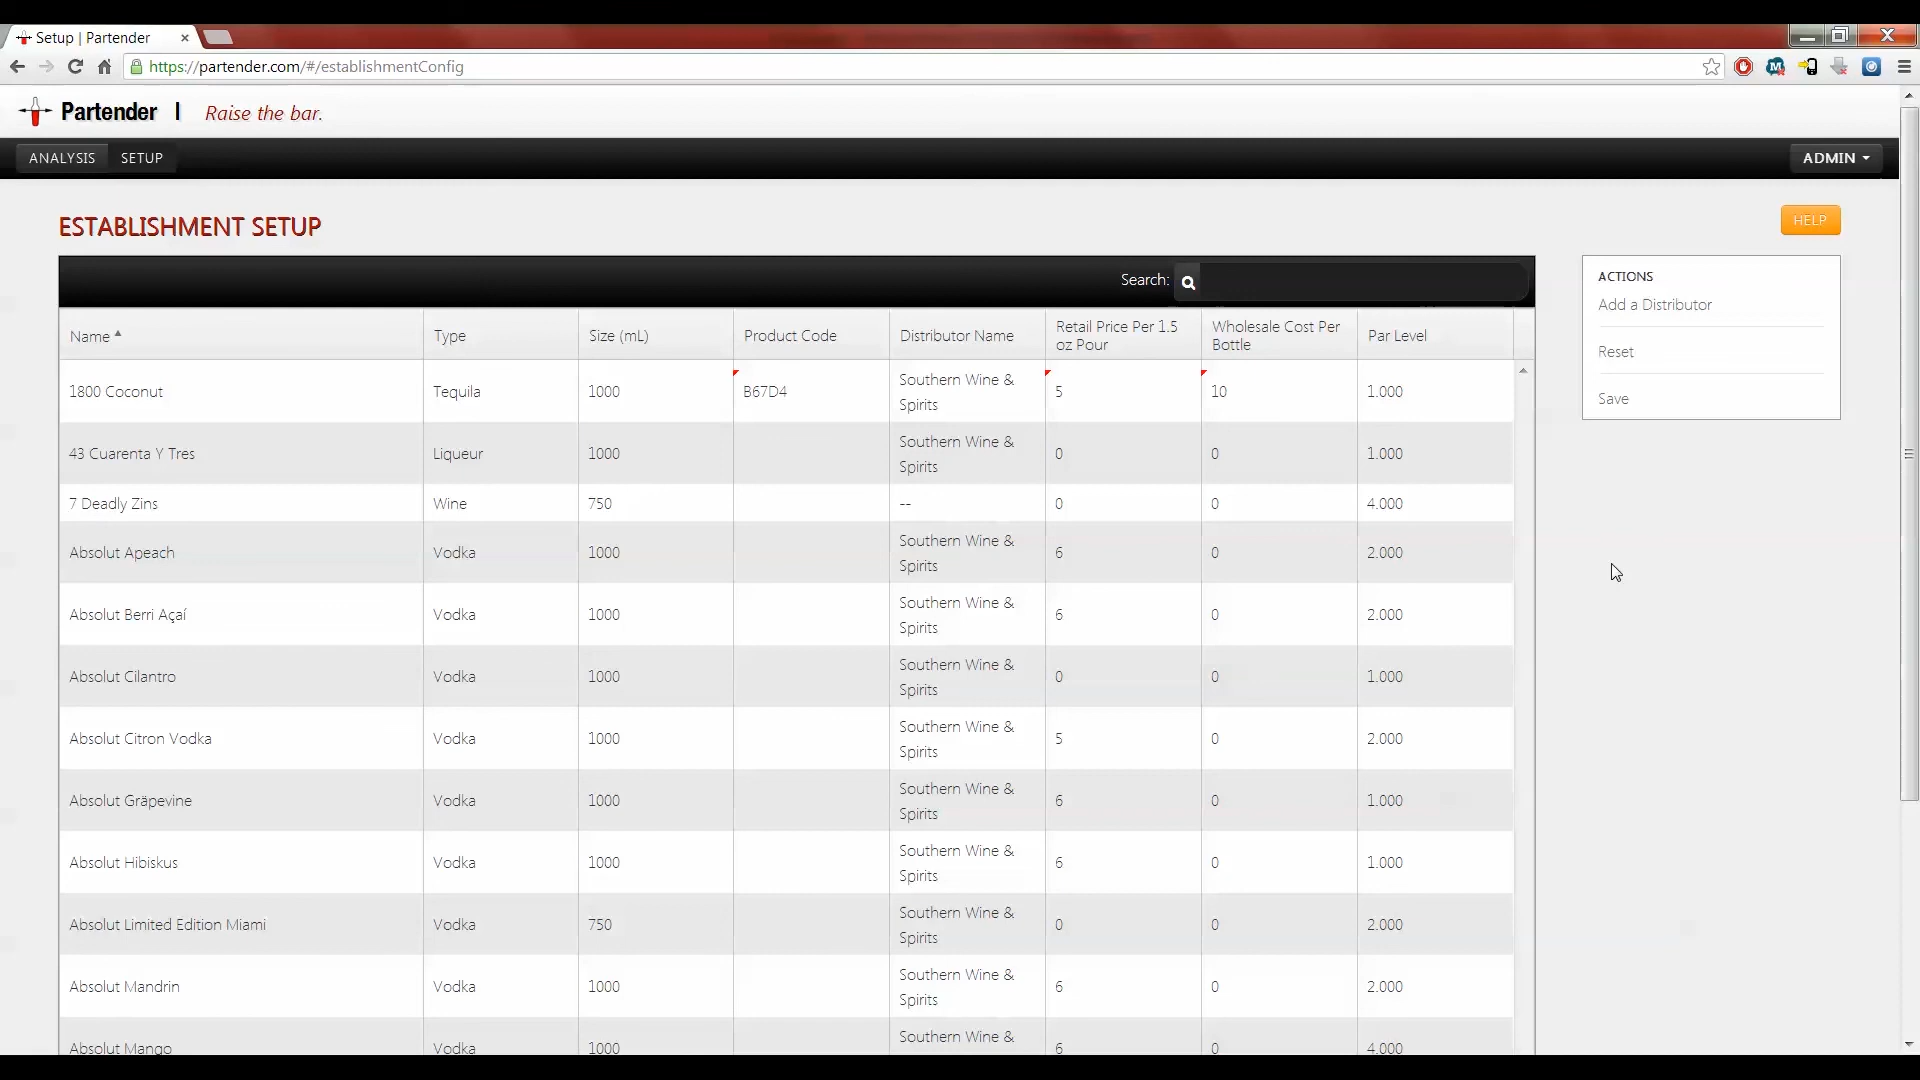 Setup | Partender
https://partender.com/#/establishmentConfig
Partender | Raise the bar.
ANALYSIS SETUP ADMIN
ESTABLISHMENT SETUP
HELP
Search:
ACTIONS
Add a Distributor
Reset
Save
Name Type Size (mL) Product Code Distributor Name Retail Price Per 1.5 oz Pour Wholesale Cost Per Bottle Par Level
1800 Coconut Tequila 1000 B67D4 Southern Wine & Spirits 5 10 1.000
43 Cuarenta Y Tres Liqueur 1000 Southern Wine & Spirits 0 0 1.000
7 Deadly Zins Wine 750 -- 0 0 4.000
Absolut Apeach Vodka 1000 Southern Wine & Spirits 6 0 2.000
Absolut Berri Açaí Vodka 1000 Southern Wine & Spirits 6 0 2.000
Absolut Cilantro Vodka 1000 Southern Wine & Spirits 0 0 1.000
Absolut Citron Vodka Vodka 1000 Southern Wine & Spirits 5 0 2.000
Absolut Gräpevine Vodka 1000 Southern Wine & Spirits 6 0 1.000
Absolut Hibiskus Vodka 1000 Southern Wine & Spirits 6 0 1.000
Absolut Limited Edition Miami Vodka 750 Southern Wine & Spirits 0 0 2.000
Absolut Mandrin Vodka 1000 Southern Wine & Spirits 6 0 2.000
Absolut Mango Vodka 1000 Southern Wine & 6 0 4.000